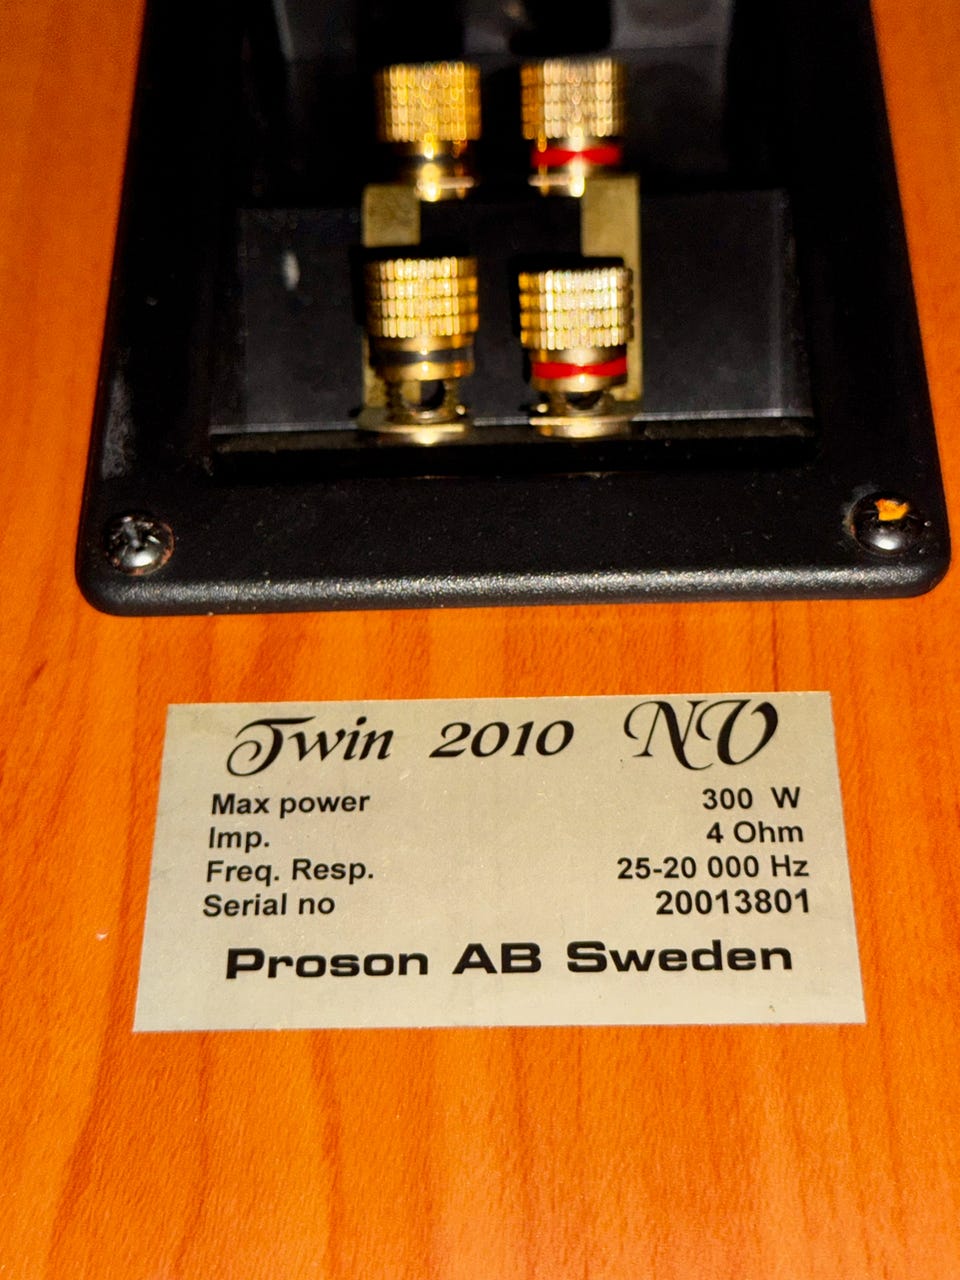 Twin 2010 NV
Max power 300 W
Imp. 4 Ohm
Freq. Resp. 25-20 000 Hz
Serial no 20013801
Proson AB Sweden